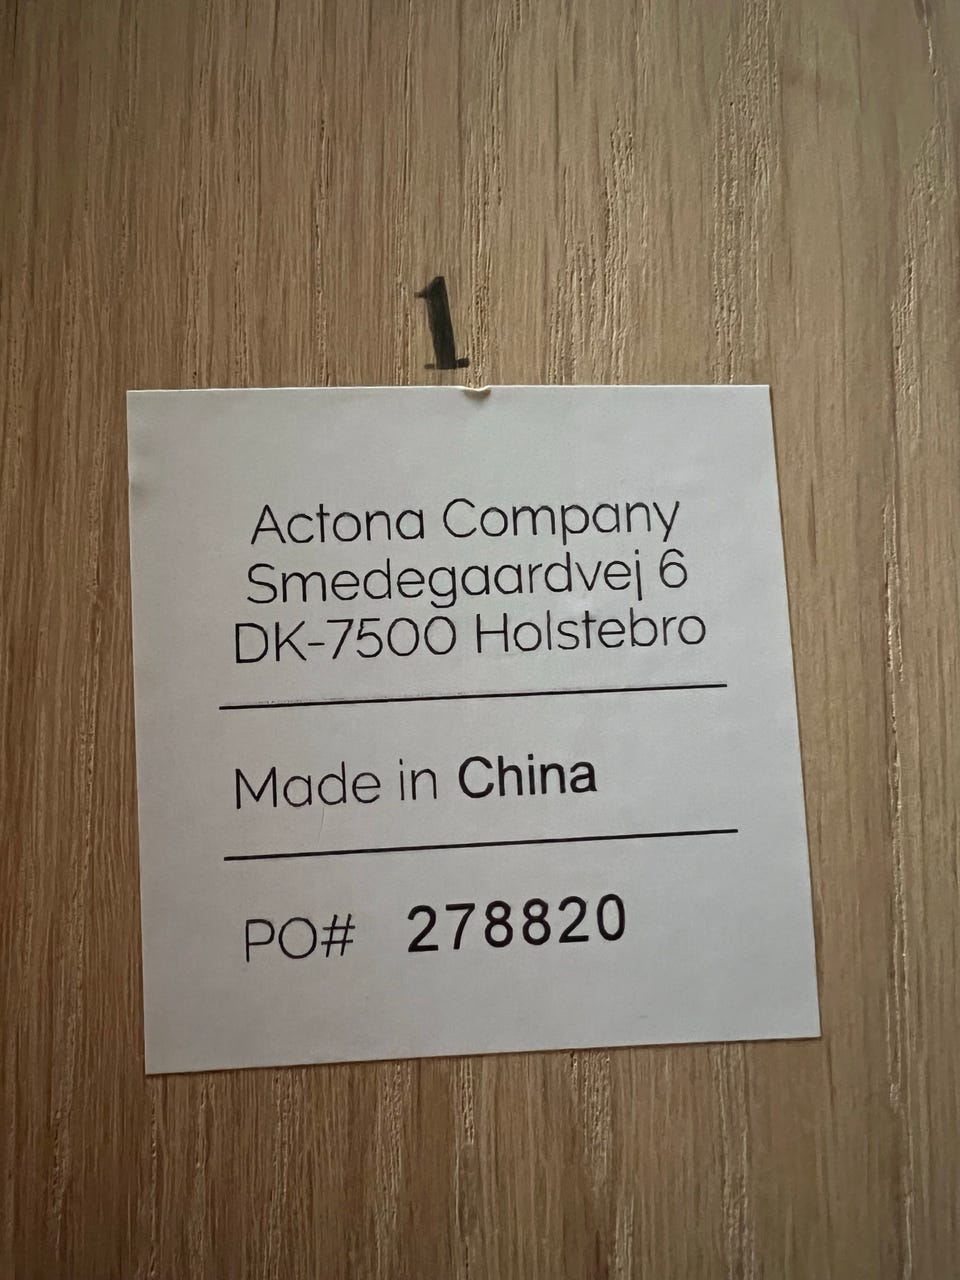 1
Actona Company
Smedegaardvej 6
DK-7500 Holstebro
Made in China
PO# 278820